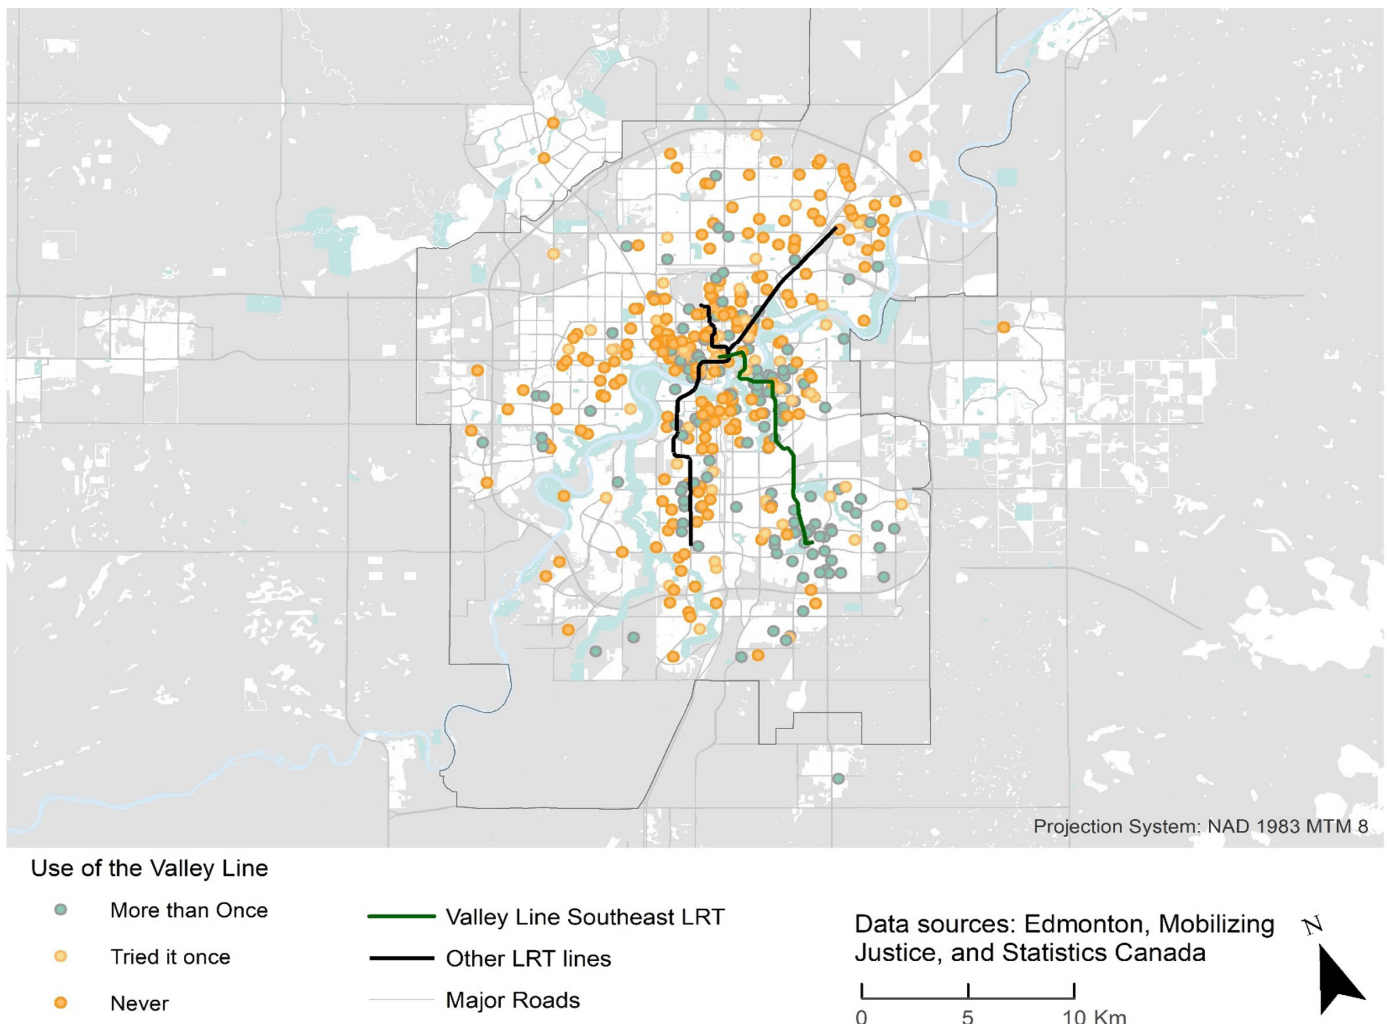 Projection System: NAD 1983 MTM 8
Use of the Valley Line
More than Once
Tried it once
Never
Valley Line Southeast LRT
Other LRT lines
Major Roads
Data sources: Edmonton, Mobilizing
Justice, and Statistics Canada
N
0 5 10 Km